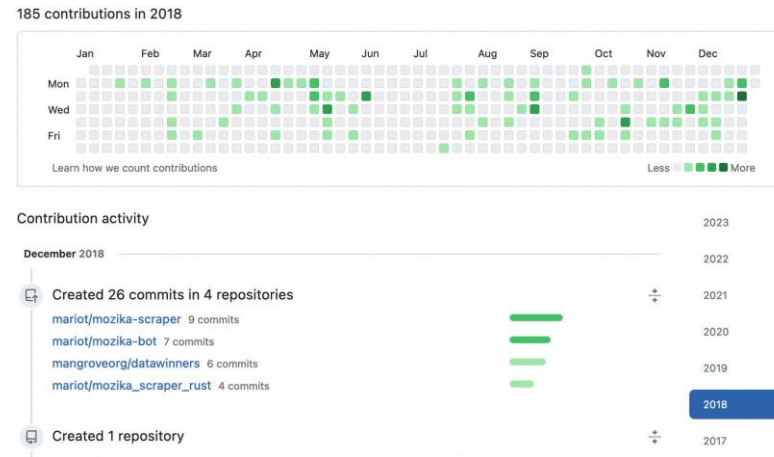 185 contributions in 2018
Jan Feb Mar Apr May Jun Jul Aug Sep Oct Nov Dec
Mon
Wed
Fri
Learn how we count contributions
Less More
Contribution activity
2023
December 2018
2022
Created 26 commits in 4 repositories
2021
mariot/mozika-scraper 9 commits
mariot/mozika-bot 7 commits
2020
mangroveorg/datawinners 6 commits
2019
mariot/mozika_scraper_rust 4 commits
2018
Created 1 repository
2017